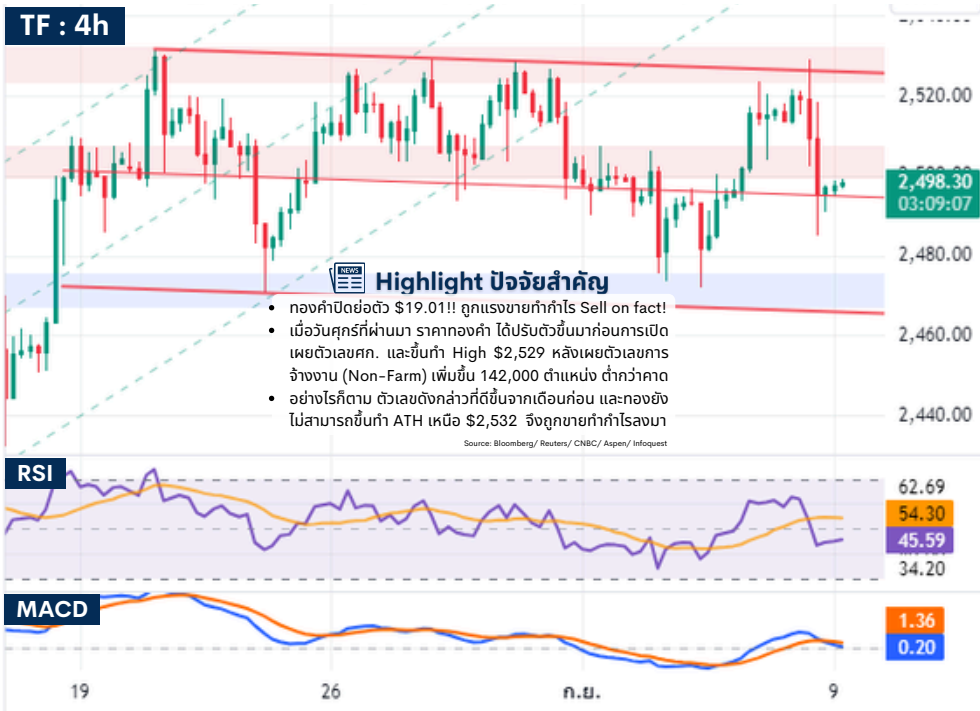 TF : 4h
2,520.00
2,498.30
03:09:07
2,480.00
2,460.00
2,440.00
NEWS
Highlight ปัจจัยสำคัญ
• ทองคำปิดย่อตัว $19.01!! ถูกแรงขายทำกำไร Sell on fact!
• เมื่อวันศุกร์ที่ผ่านมา ราคาทองคำ ได้ปรับตัวขึ้นมาก่อนการเปิด
เผยตัวเลขศก. และขึ้นทำ High $2,529 หลังเผยตัวเลขการ
จ้างงาน (Non-Farm) เพิ่มขึ้น 142,000 ตำแหน่ง ต่ำกว่าคาด
• อย่างไรก็ตาม ตัวเลขดังกล่าวที่ดีขึ้นจากเดือนก่อน และทองยัง
ไม่สามารถขึ้นทำ ATH เหนือ $2,532 จึงถูกขายทำกำไรลงมา
Source: Bloomberg/ Reuters/ CNBC/ Aspen/ Infoquest
RSI
62.69
54.30
45.59
34.20
MACD
1.36
0.20
19
26
ก.ย.
9